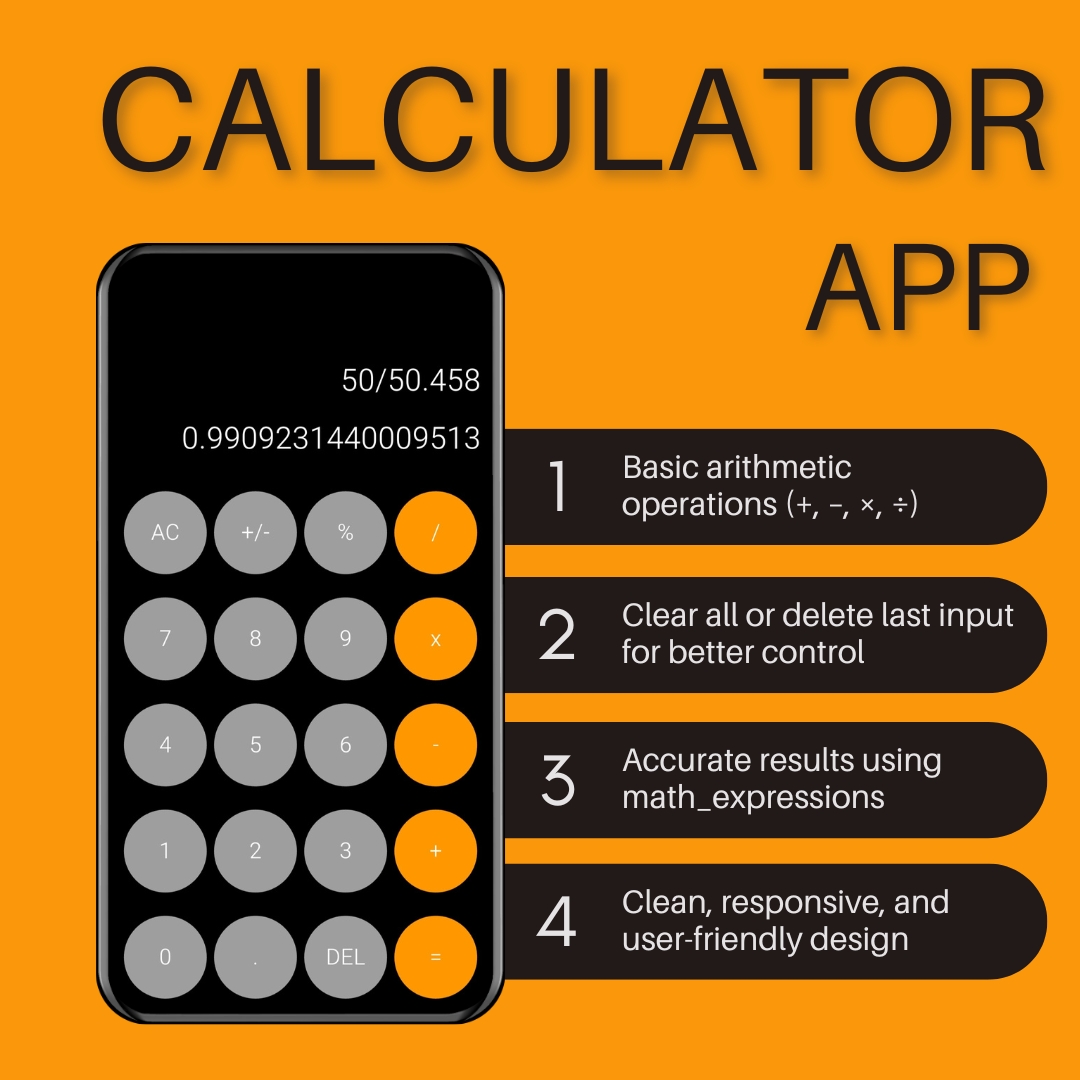 CALCULATOR
APP
50/50.458
0.9909231440009513
AC +/- % /
7 8 9 x
4 5 6 -
1 2 3 +
0 . DEL =
1
Basic arithmetic
operations (+, −, ×, ÷)
2
Clear all or delete last input
for better control
3
Accurate results using
math_expressions
4
Clean, responsive, and
user-friendly design